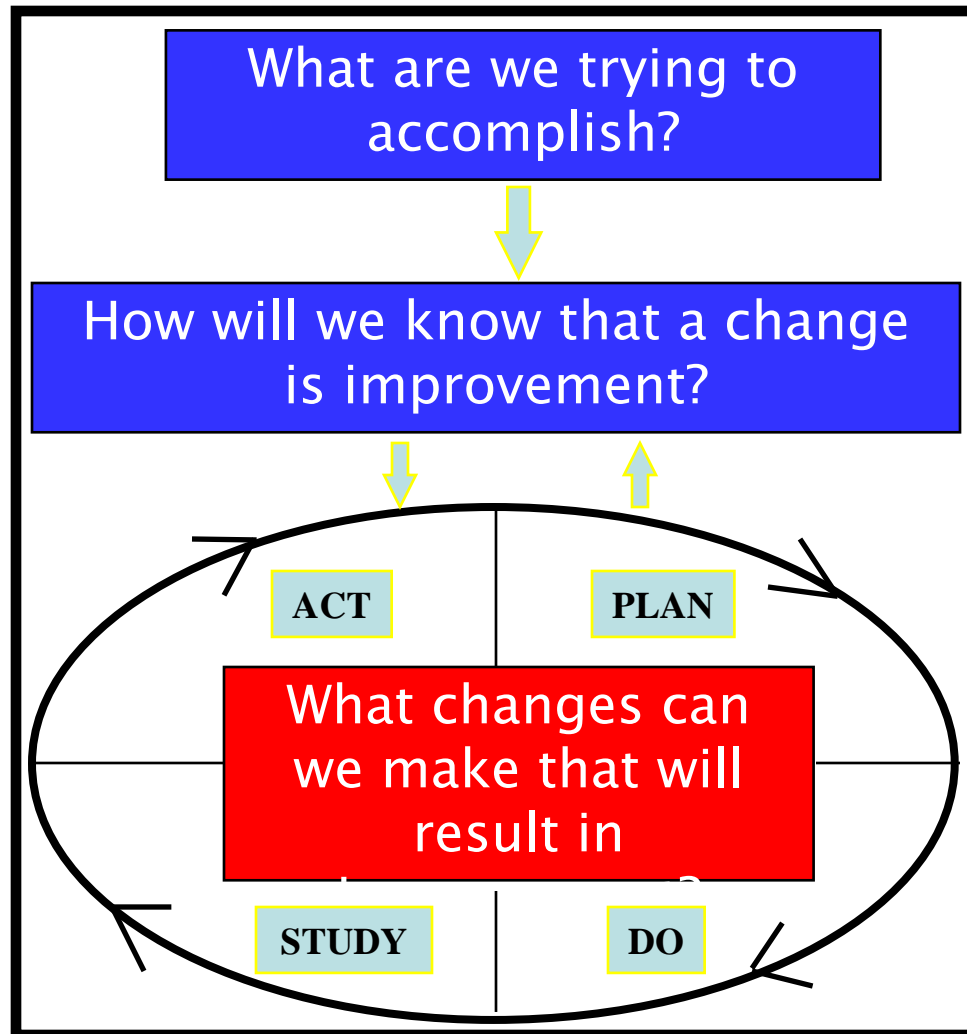 What are we trying to
accomplish?
How will we know that a change
is improvement?
ACT
PLAN
What changes can
we make that will
result in
STUDY
DO